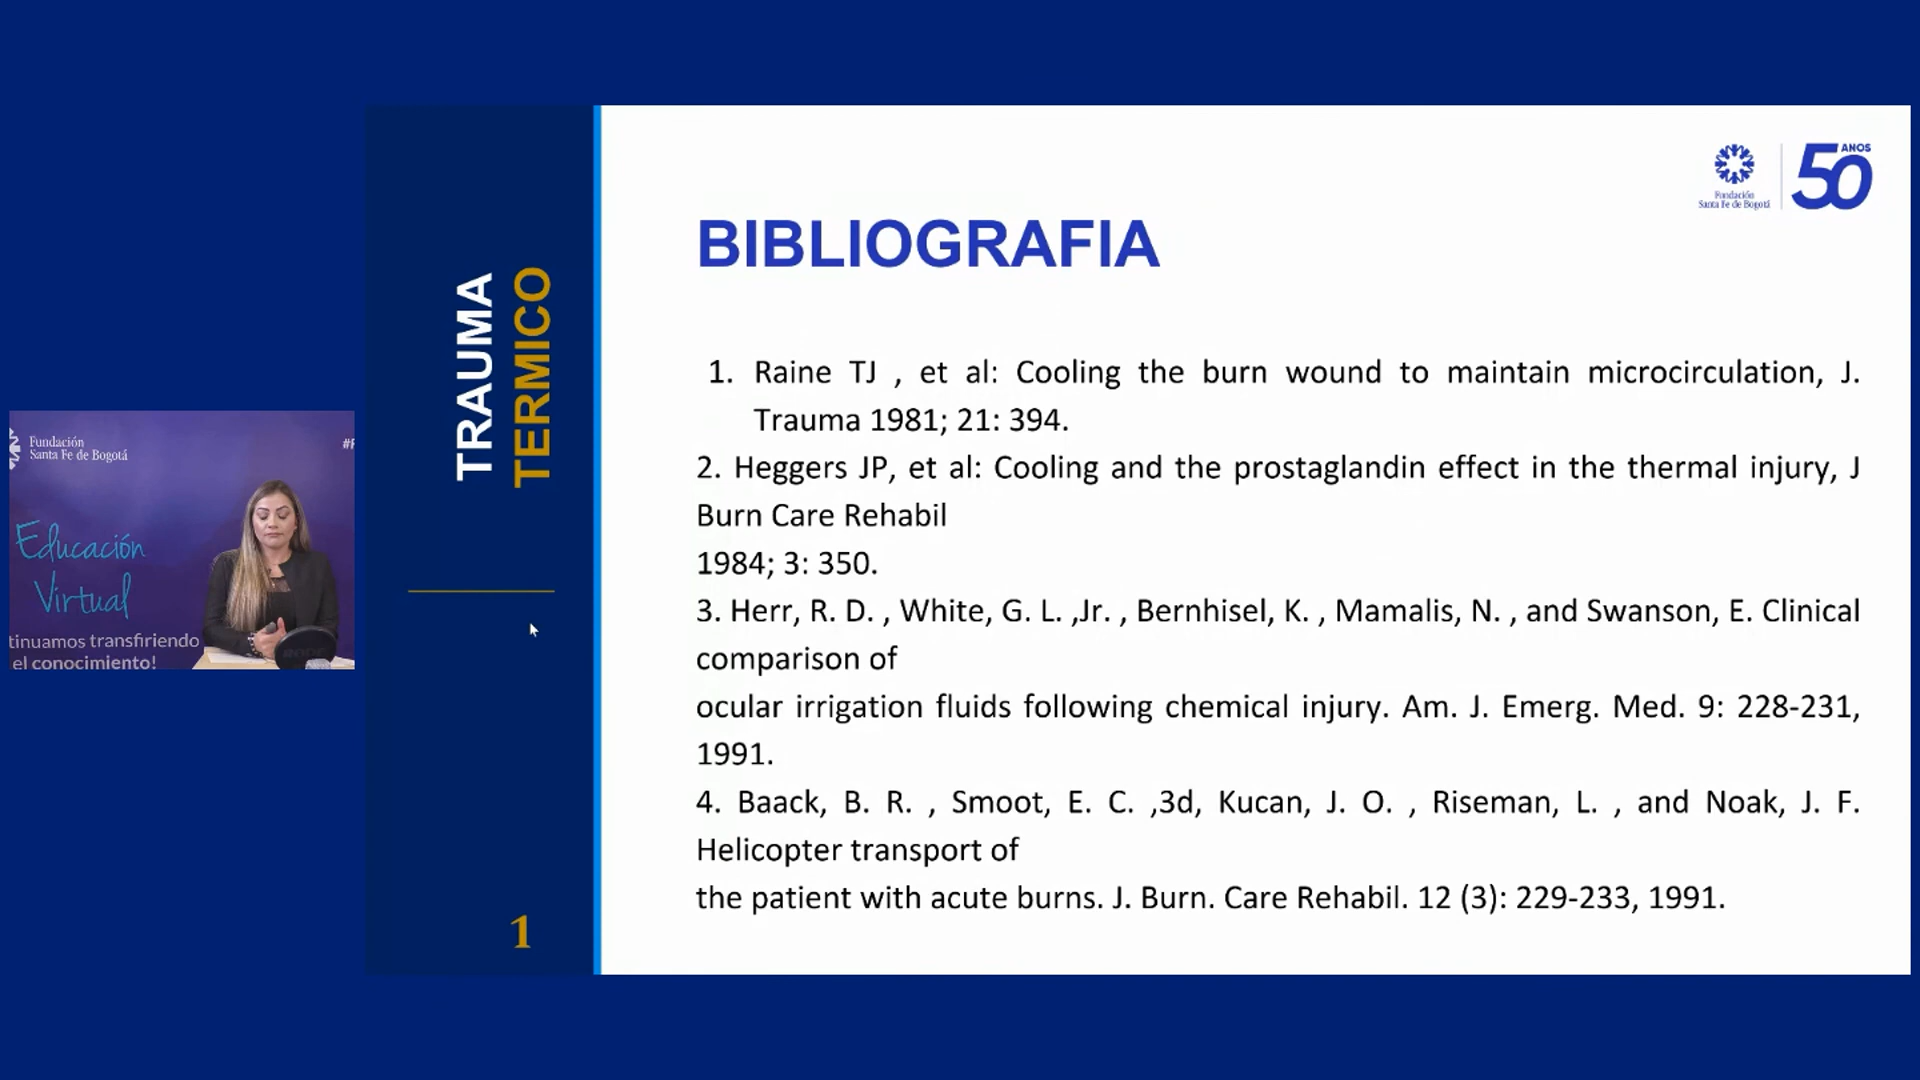 Fundación
Santa Fe de Bogotá
50
AÑOS
TRAUMA
TERMICO
1
BIBLIOGRAFIA
1. Raine TJ , et al: Cooling the burn wound to maintain microcirculation, J.
Trauma 1981; 21: 394.
2. Heggers JP, et al: Cooling and the prostaglandin effect in the thermal injury, J
Burn Care Rehabil
1984; 3: 350.
3. Herr, R. D. , White, G. L. ,Jr. , Bernhisel, K. , Mamalis, N. , and Swanson, E. Clinical
comparison of
ocular irrigation fluids following chemical injury. Am. J. Emerg. Med. 9: 228-231,
1991.
4. Baack, B. R. , Smoot, E. C. ,3d, Kucan, J. O. , Riseman, L. , and Noak, J. F.
Helicopter transport of
the patient with acute burns. J. Burn. Care Rehabil. 12 (3): 229-233, 1991.
Fundación
Santa Fe de Bogotá
#F
Educación
Virtual
tinuamos transfiriendo
el conocimiento!